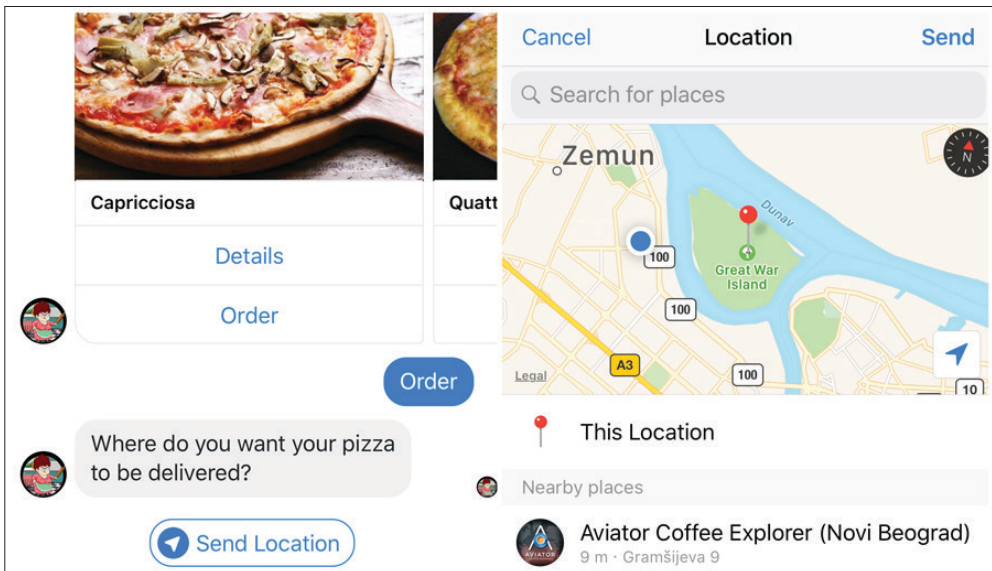 Capricciosa
Quatt
Details
Order
Order
Where do you want your pizza
to be delivered?
Send Location
Cancel
Location
Send
Search for places
Zemun
N
Dunav
100
Great War
Island
100
A3
100
Legal
10
This Location
Nearby places
AVIATOR
Aviator Coffee Explorer (Novi Beograd)
9 m · Gramšijeva 9